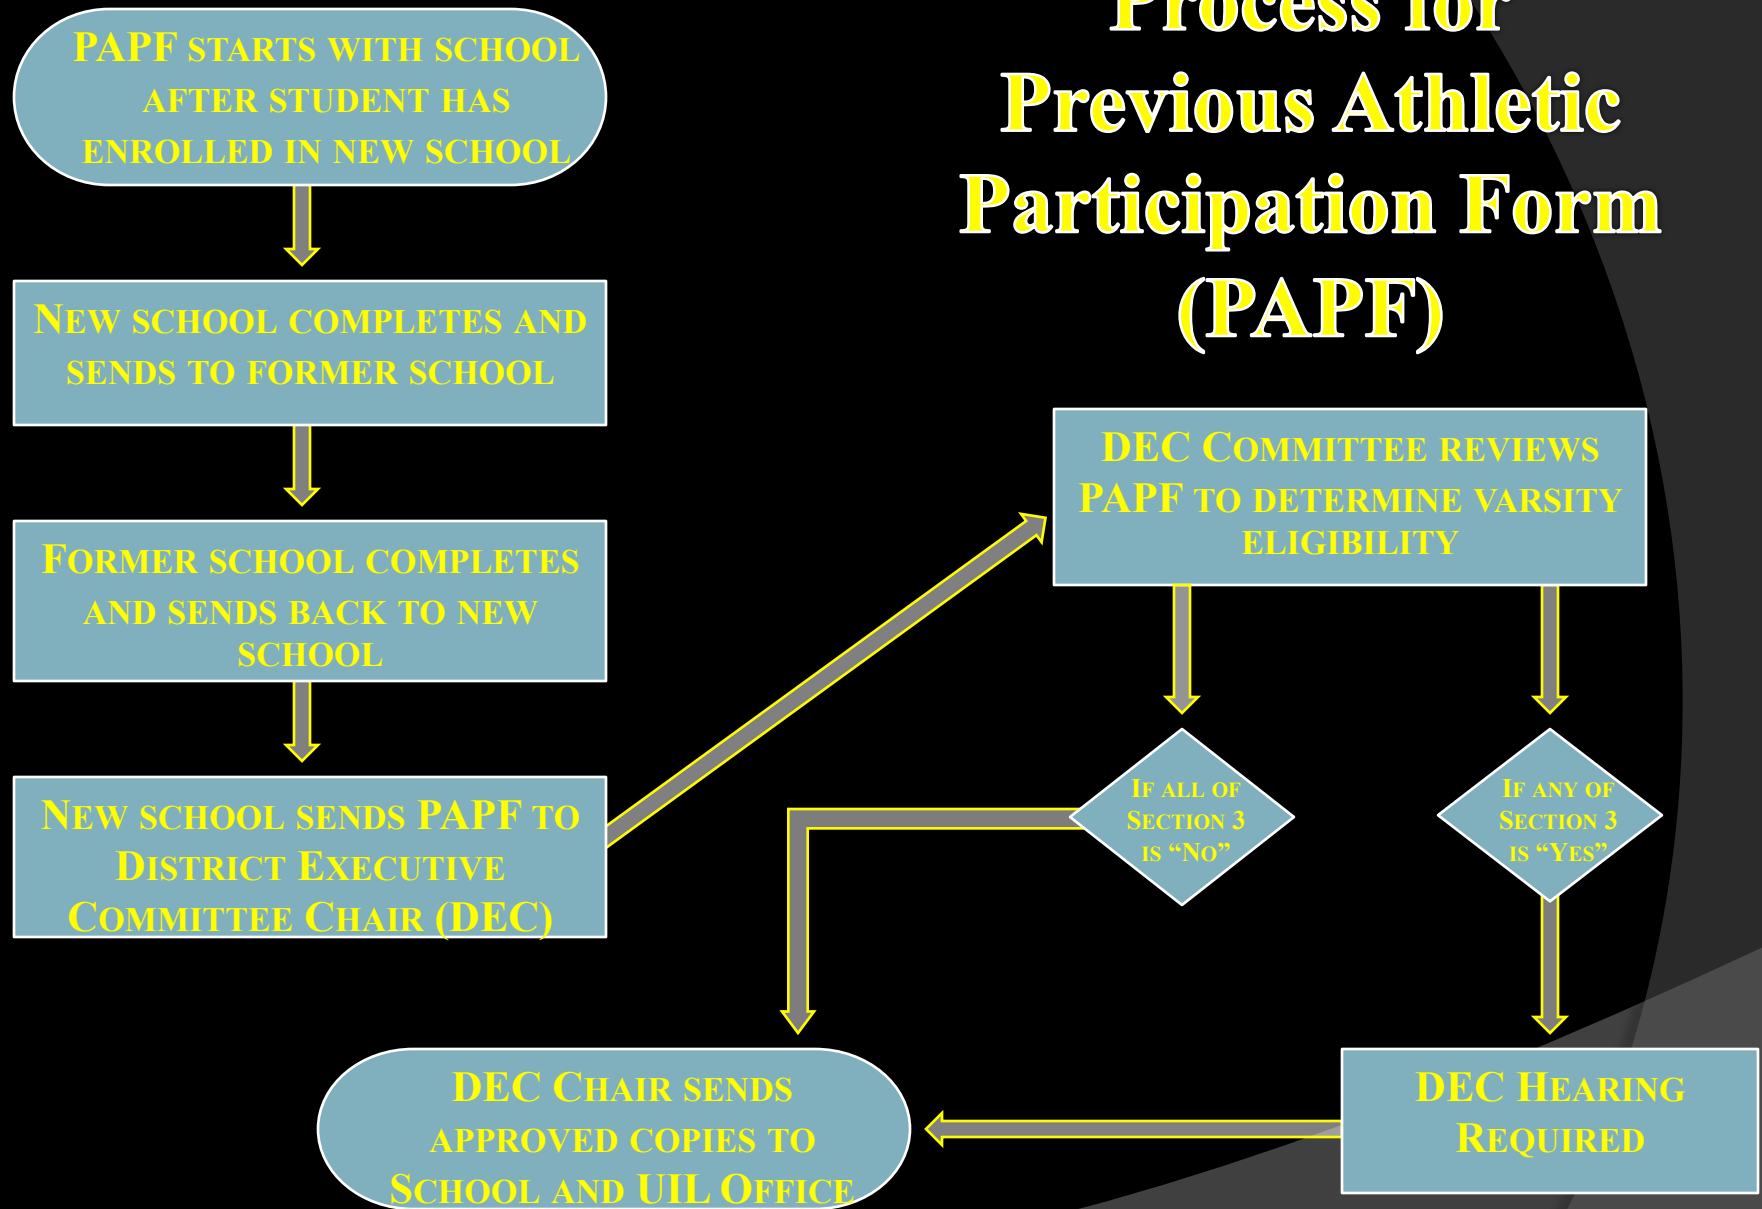 Process for
Previous Athletic
Participation Form
(PAPF)
PAPF starts with school
after student has
enrolled in new school
New school completes and
sends to former school
Former school completes
and sends back to new
school
New school sends PAPF to
District Executive
Committee Chair (DEC)
DEC Committee reviews
PAPF to determine varsity
eligibility
If all of
Section 3
is “No”
If any of
Section 3
is “Yes”
DEC Hearing
Required
DEC Chair sends
approved copies to
School and UIL Office